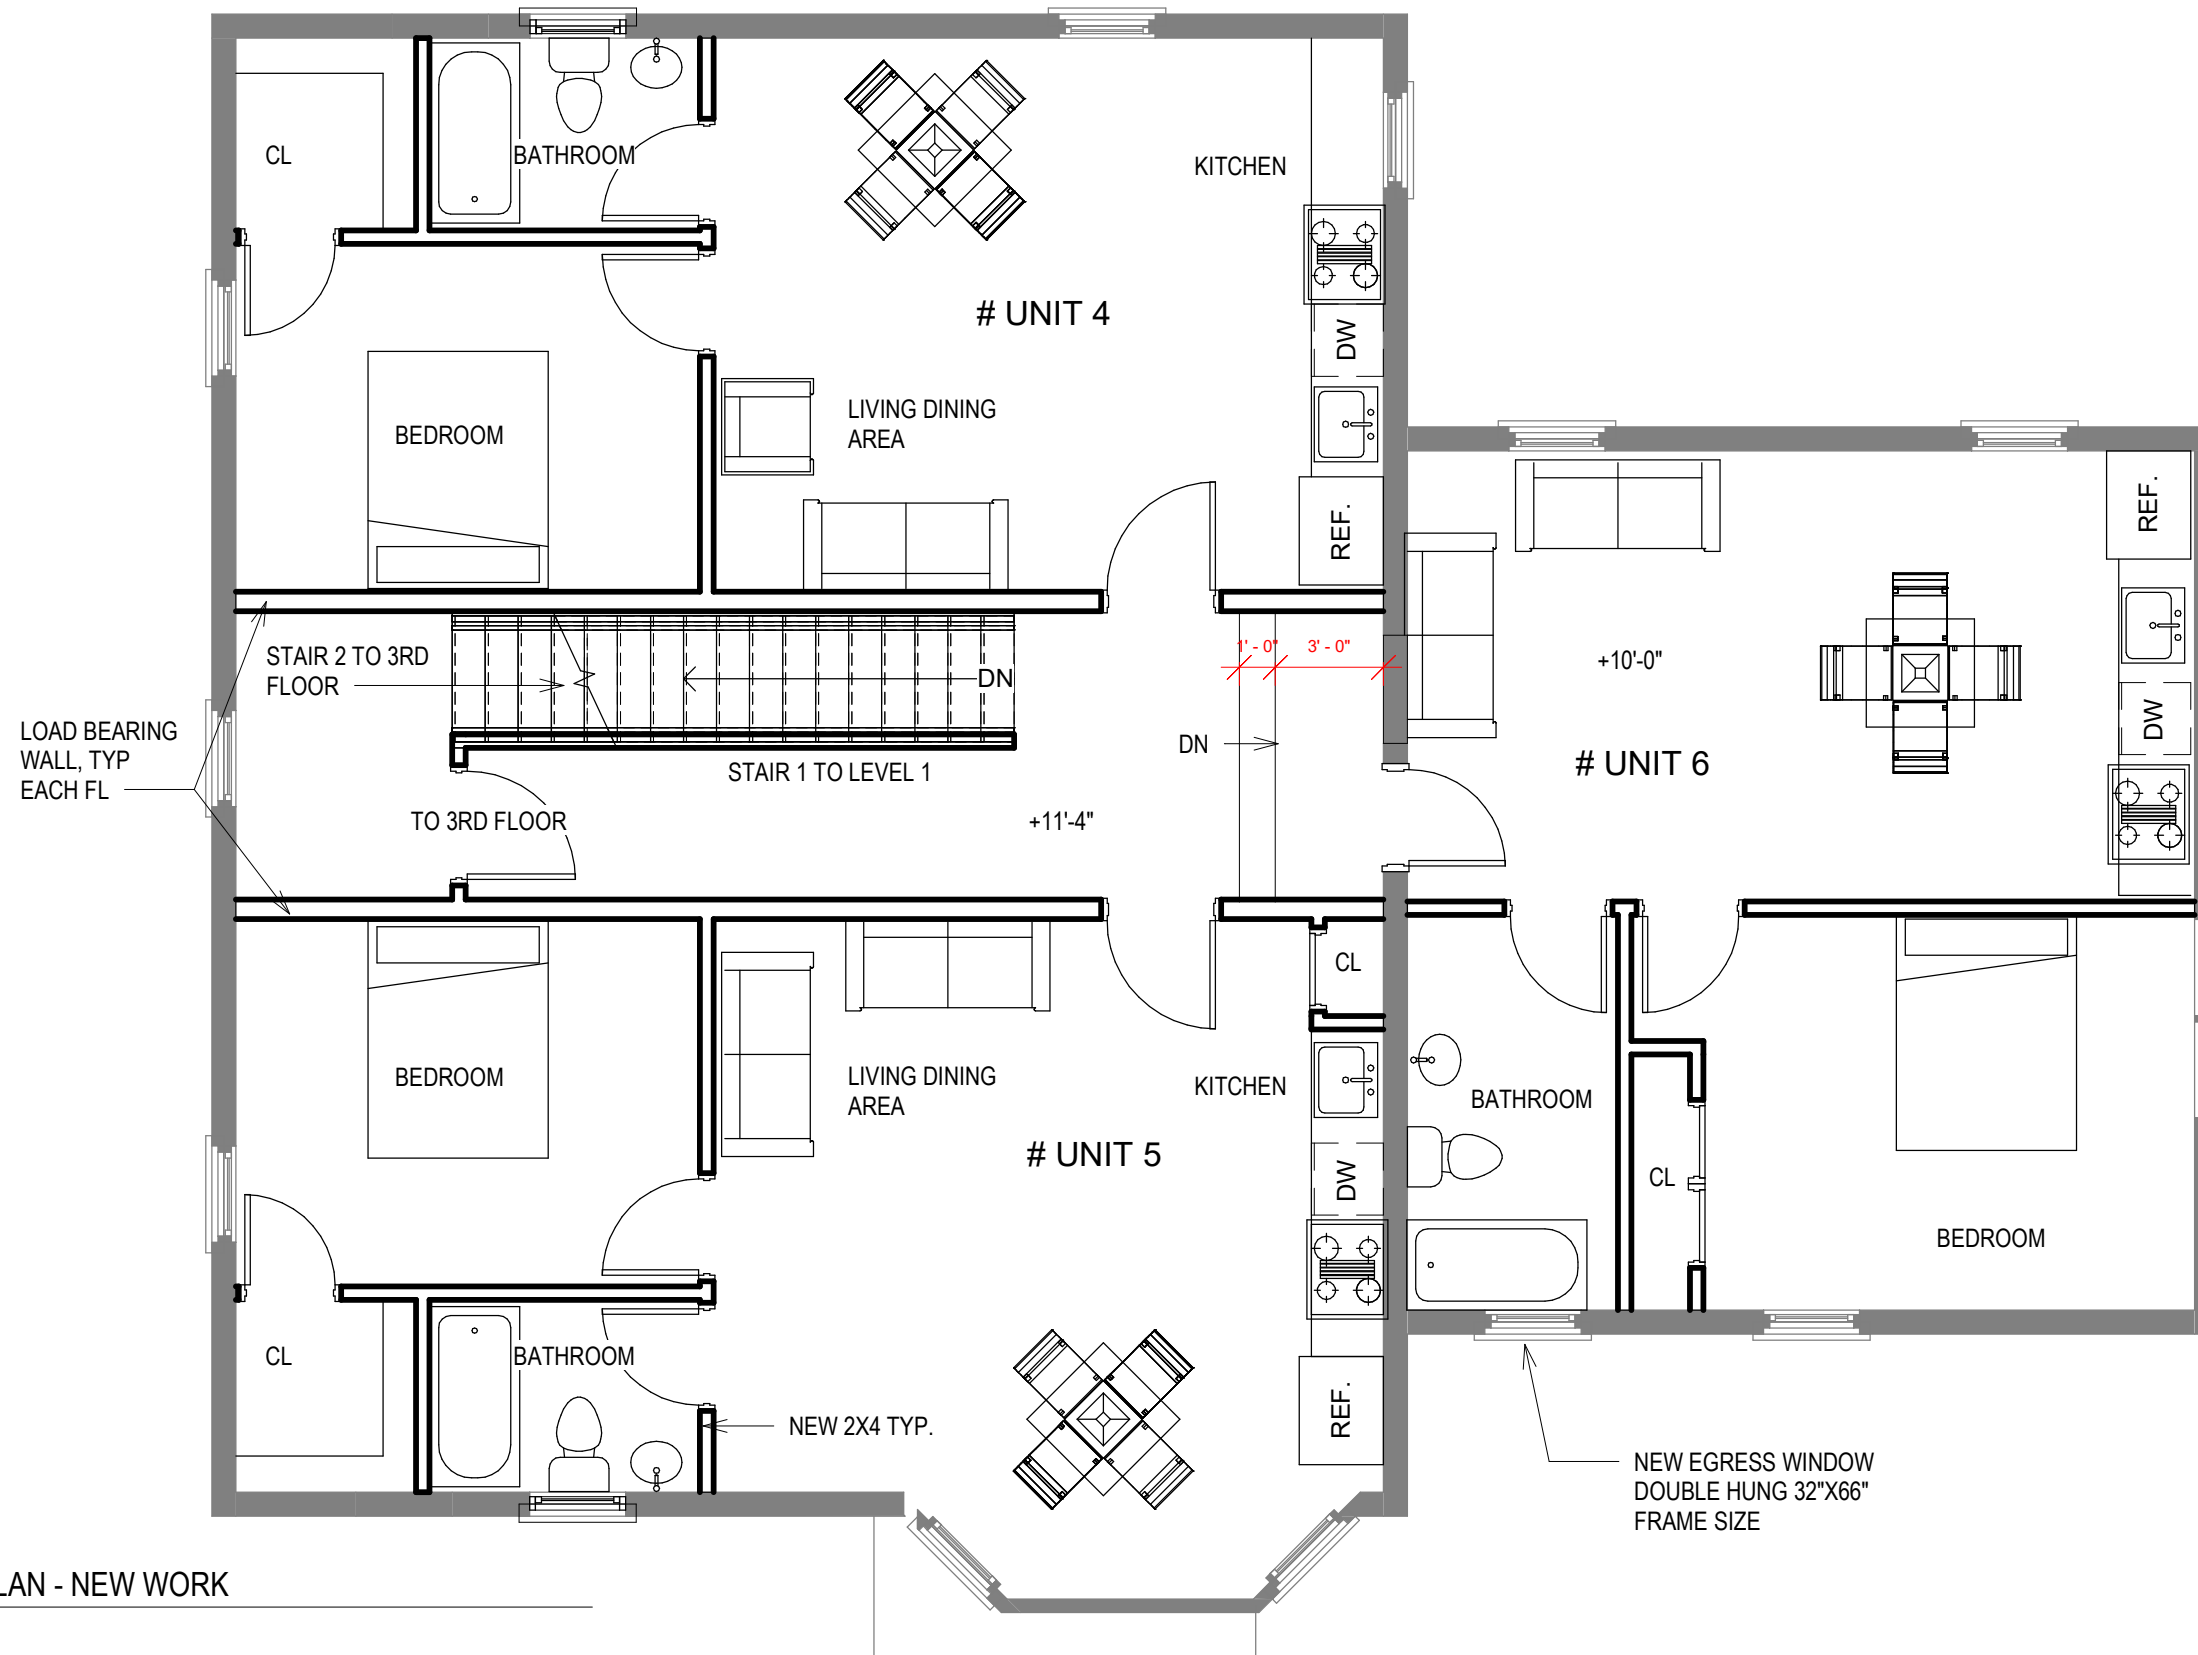 CL
BATHROOM
KITCHEN
# UNIT 4
DW
BEDROOM
LIVING DINING
AREA
REF.
REF.
STAIR 2 TO 3RD
FLOOR
DN
1' - 0"
3' - 0"
+10'-0"
LOAD BEARING
WALL, TYP
EACH FL
DN
# UNIT 6
DW
STAIR 1 TO LEVEL 1
TO 3RD FLOOR
+11'-4"
CL
BEDROOM
LIVING DINING
AREA
KITCHEN
BATHROOM
# UNIT 5
DW
CL
BEDROOM
CL
BATHROOM
REF.
NEW 2X4 TYP.
NEW EGRESS WINDOW
DOUBLE HUNG 32"X66"
FRAME SIZE
LAN - NEW WORK